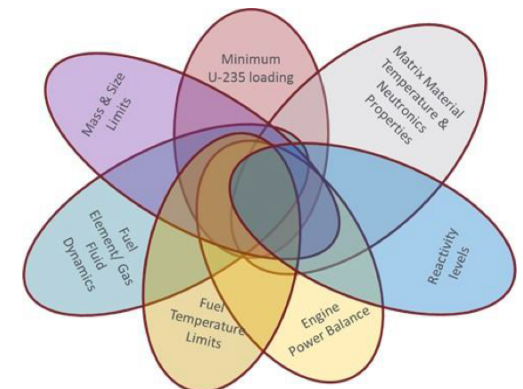 Minimum
U-235 loading
Matrix Material
Temperature &
Neutronics
Properties
Reactivity
levels
Engine
Power Balance
Fuel
Temperature
Limits
Fuel
Element/ Gas
Fluid
Dynamics
Mass & Size
Limits